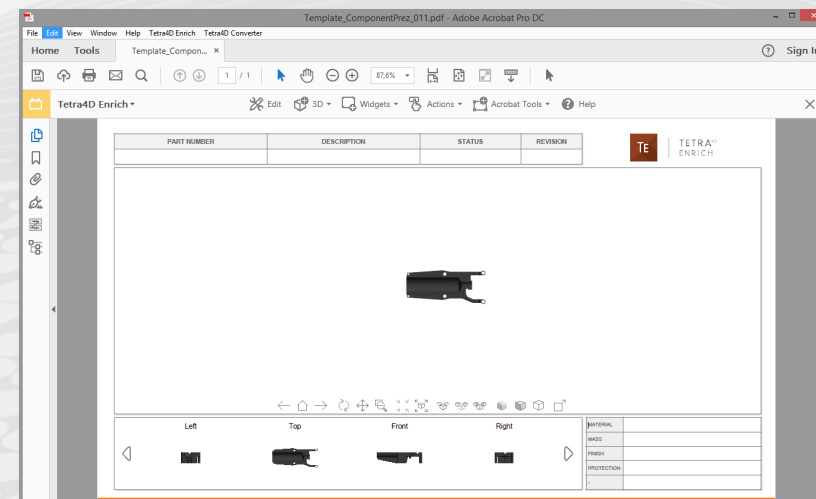 Template_ComponentPrez_011.pdf - Adobe Acrobat Pro DC
File Edit View Window Help Tetra4D Enrich Tetra4D Converter
Home Tools Template_Compon... × Sign In
1 / 1 87,6%
Tetra4D Enrich Edit 3D Widgets Actions Acrobat Tools Help
PART NUMBER DESCRIPTION STATUS REVISION
TE TETRA4D
ENRICH
Left Top Front Right
MATERIAL
MASS
FINISH
PROTECTION
-